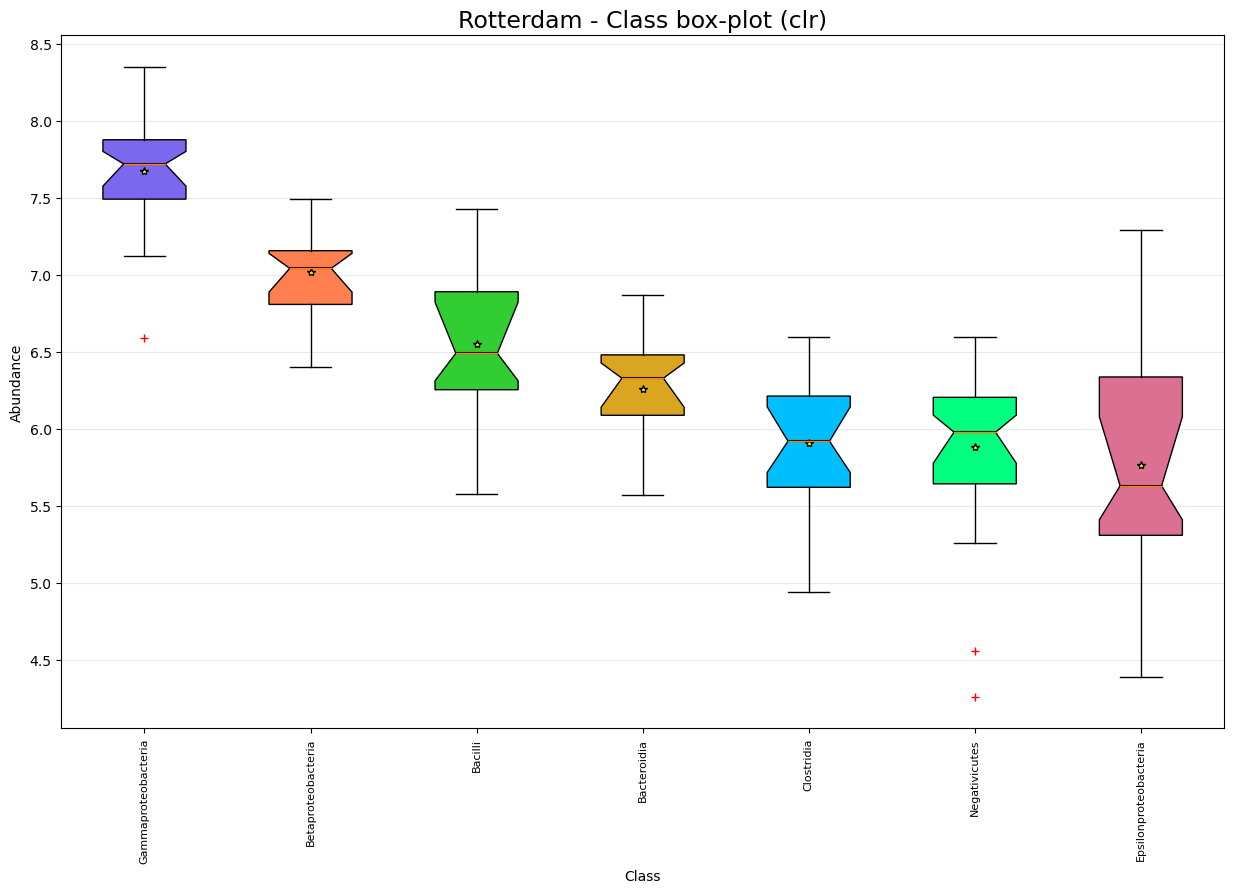 Rotterdam - Class box-plot (clr)
8.5
8.0
7.5
7.0
6.5
6.0
5.5
5.0
4.5
Abundance
Gammaproteobacteria
Betaproteobacteria
Bacilli
Bacteroidia
Clostridia
Negativicutes
Epsilonproteobacteria
Class